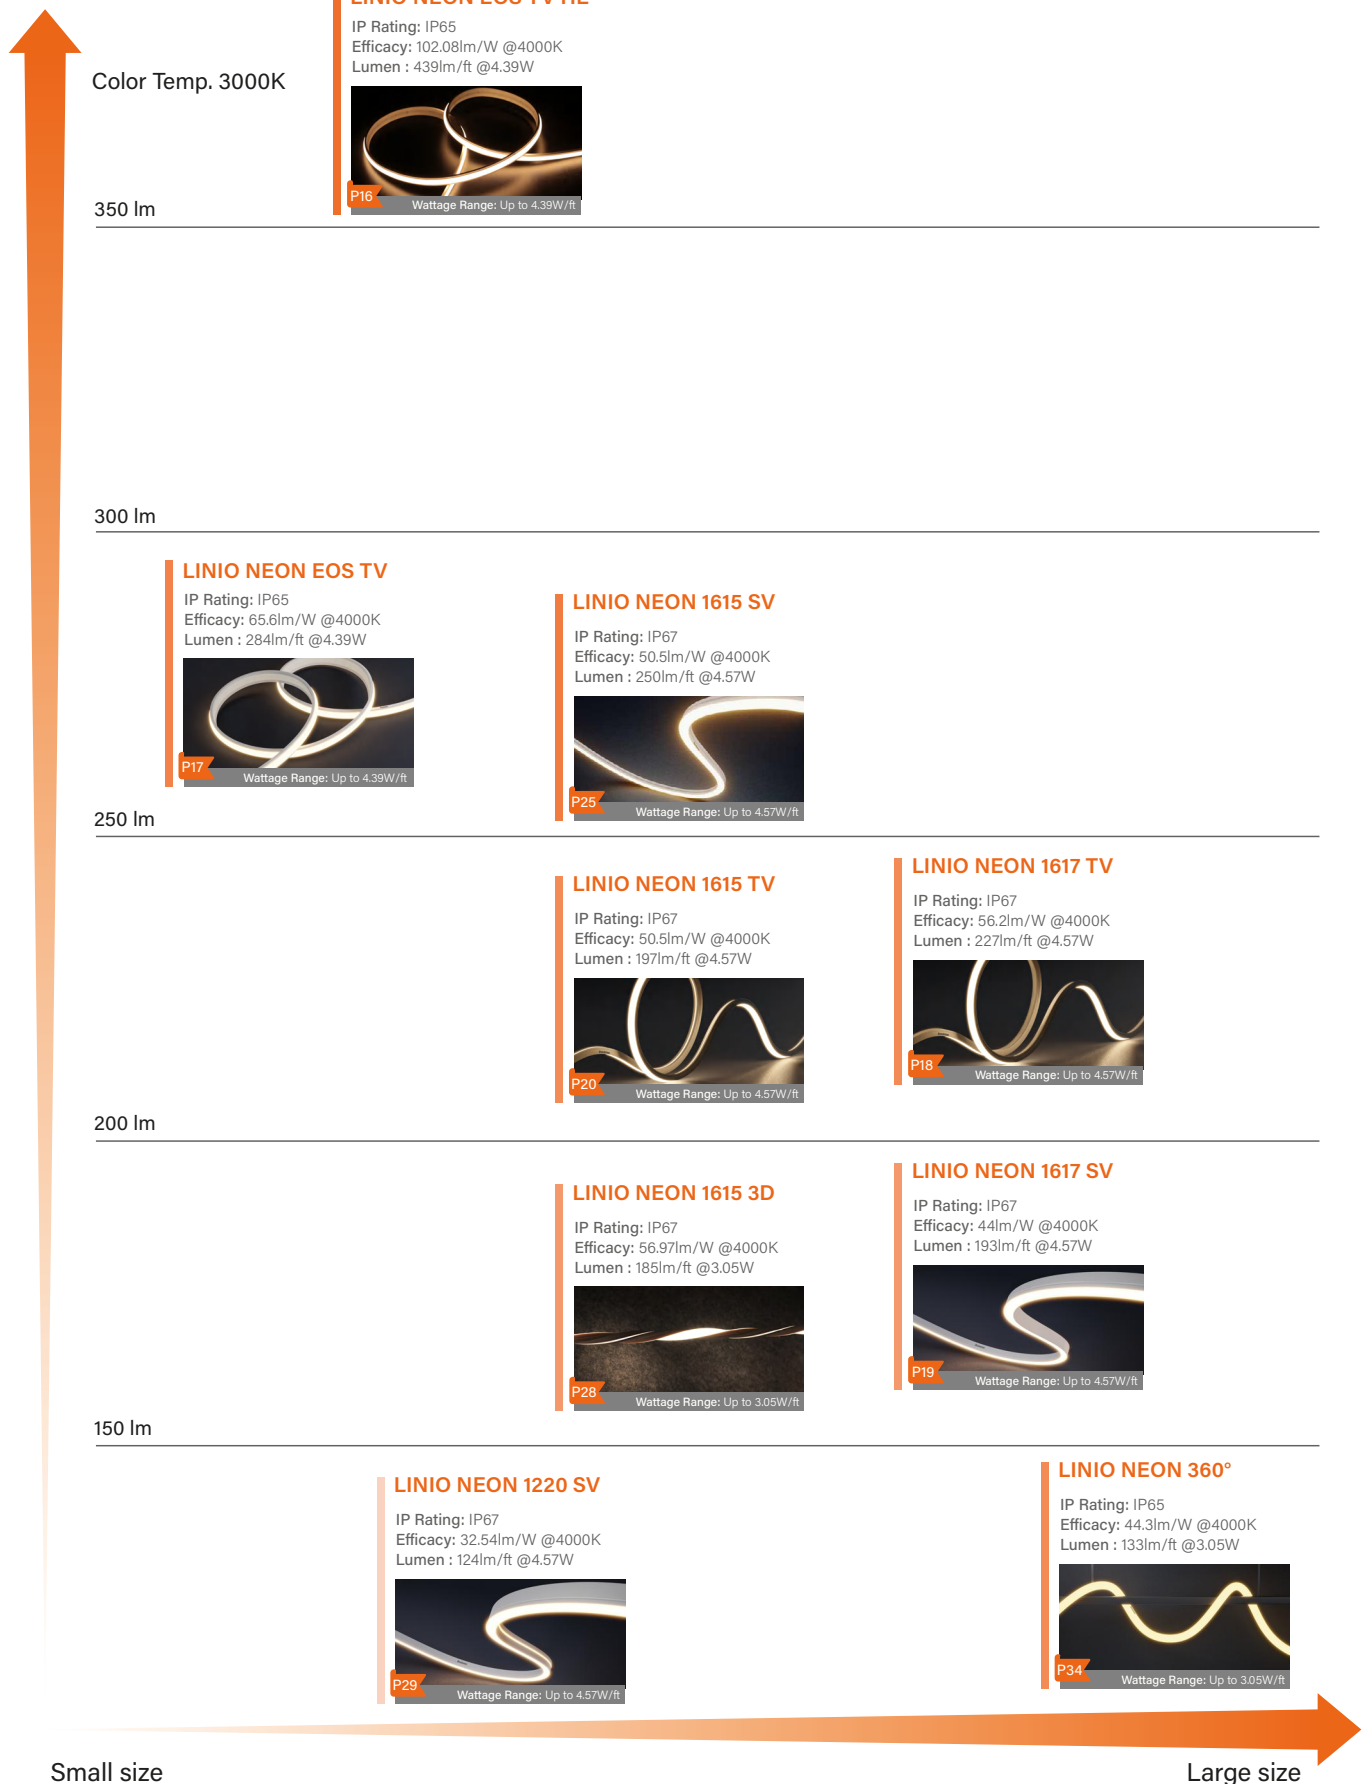 LINIO NEON EOS TV HE
IP Rating: IP65
Efficacy: 102.08lm/W @4000K
Lumen : 439lm/ft @4.39W
Color Temp. 3000K
P16
Wattage Range: Up to 4.39W/ft
350 lm
300 lm
LINIO NEON EOS TV
IP Rating: IP65
Efficacy: 65.6lm/W @4000K
Lumen : 284lm/ft @4.39W
P17
Wattage Range: Up to 4.39W/ft
LINIO NEON 1615 SV
IP Rating: IP67
Efficacy: 50.5lm/W @4000K
Lumen : 250lm/ft @4.57W
P25
Wattage Range: Up to 4.57W/ft
250 lm
LINIO NEON 1615 TV
IP Rating: IP67
Efficacy: 50.5lm/W @4000K
Lumen : 197lm/ft @4.57W
P20
Wattage Range: Up to 4.57W/ft
LINIO NEON 1617 TV
IP Rating: IP67
Efficacy: 56.2lm/W @4000K
Lumen : 227lm/ft @4.57W
P18
Wattage Range: Up to 4.57W/ft
200 lm
LINIO NEON 1615 3D
IP Rating: IP67
Efficacy: 56.97lm/W @4000K
Lumen : 185lm/ft @3.05W
P28
Wattage Range: Up to 3.05W/ft
LINIO NEON 1617 SV
IP Rating: IP67
Efficacy: 44lm/W @4000K
Lumen : 193lm/ft @4.57W
P19
Wattage Range: Up to 4.57W/ft
150 lm
LINIO NEON 1220 SV
IP Rating: IP67
Efficacy: 32.54lm/W @4000K
Lumen : 124lm/ft @4.57W
P29
Wattage Range: Up to 4.57W/ft
LINIO NEON 360°
IP Rating: IP65
Efficacy: 44.3lm/W @4000K
Lumen : 133lm/ft @3.05W
P34
Wattage Range: Up to 3.05W/ft
Small size
Large size